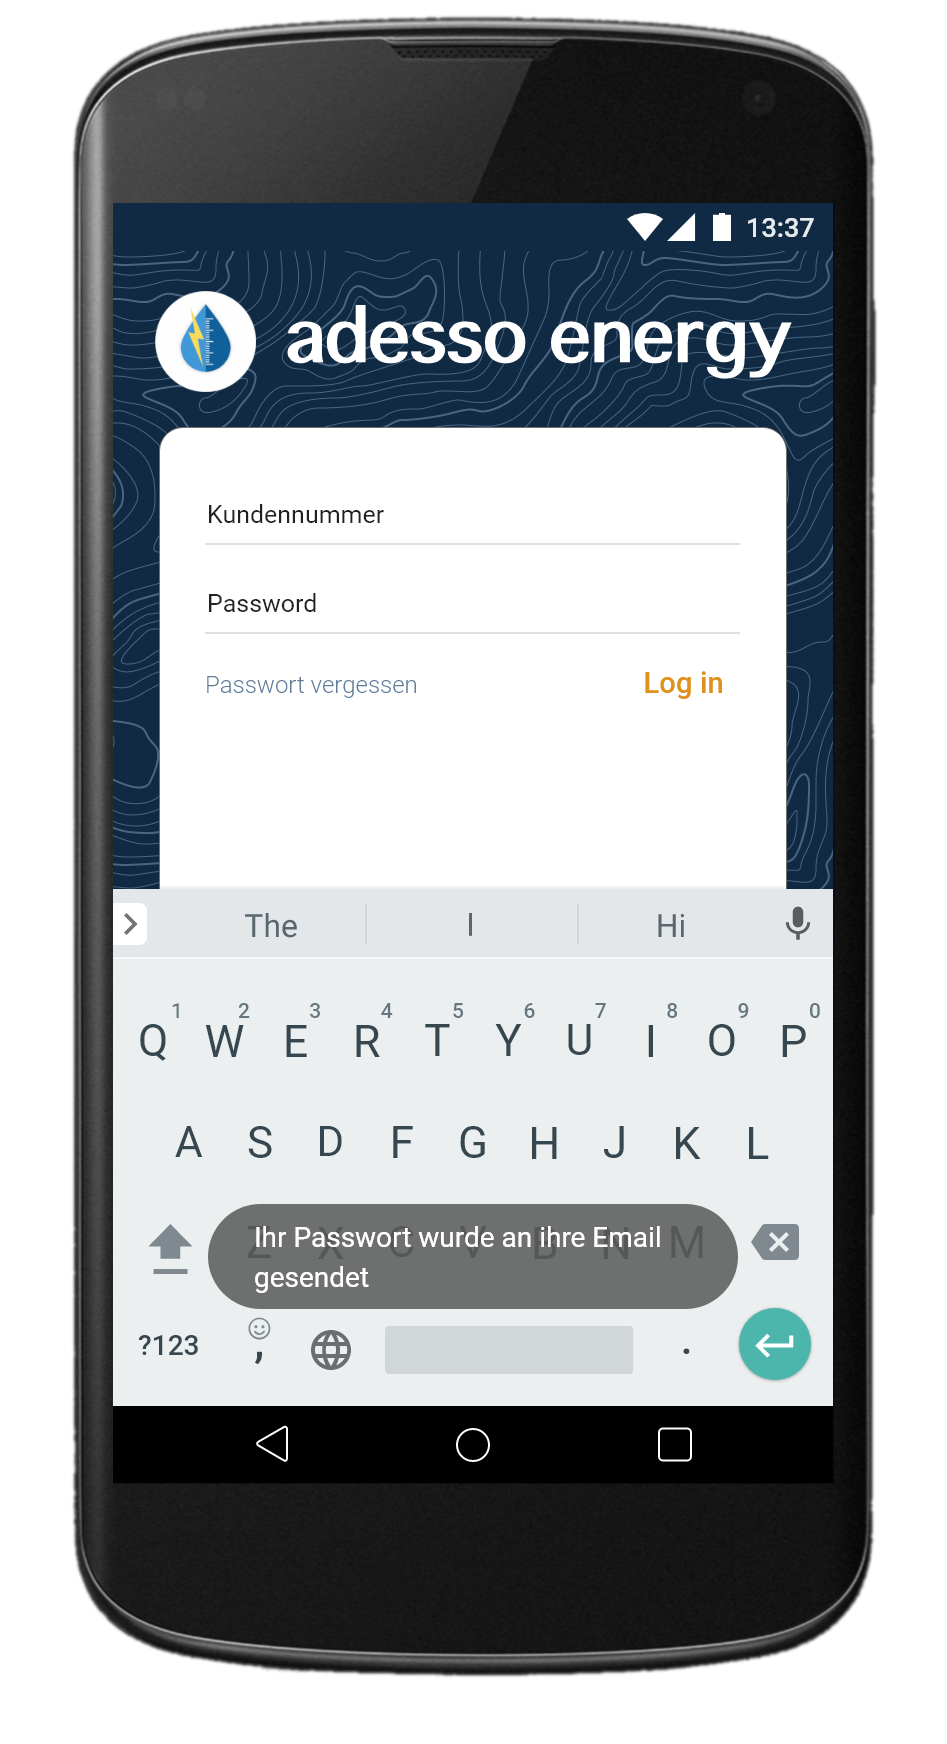 13:37
adesso energy
Kundennummer
Password
Passwort vergessen
Log in
The
I
Hi
1 2 3 4 5 6 7 8 9 0
Q W E R T Y U I O P
A S D F G H J K L
Z X C V B N M
Ihr Passwort wurde an ihre Email
gesendet
?123 , .